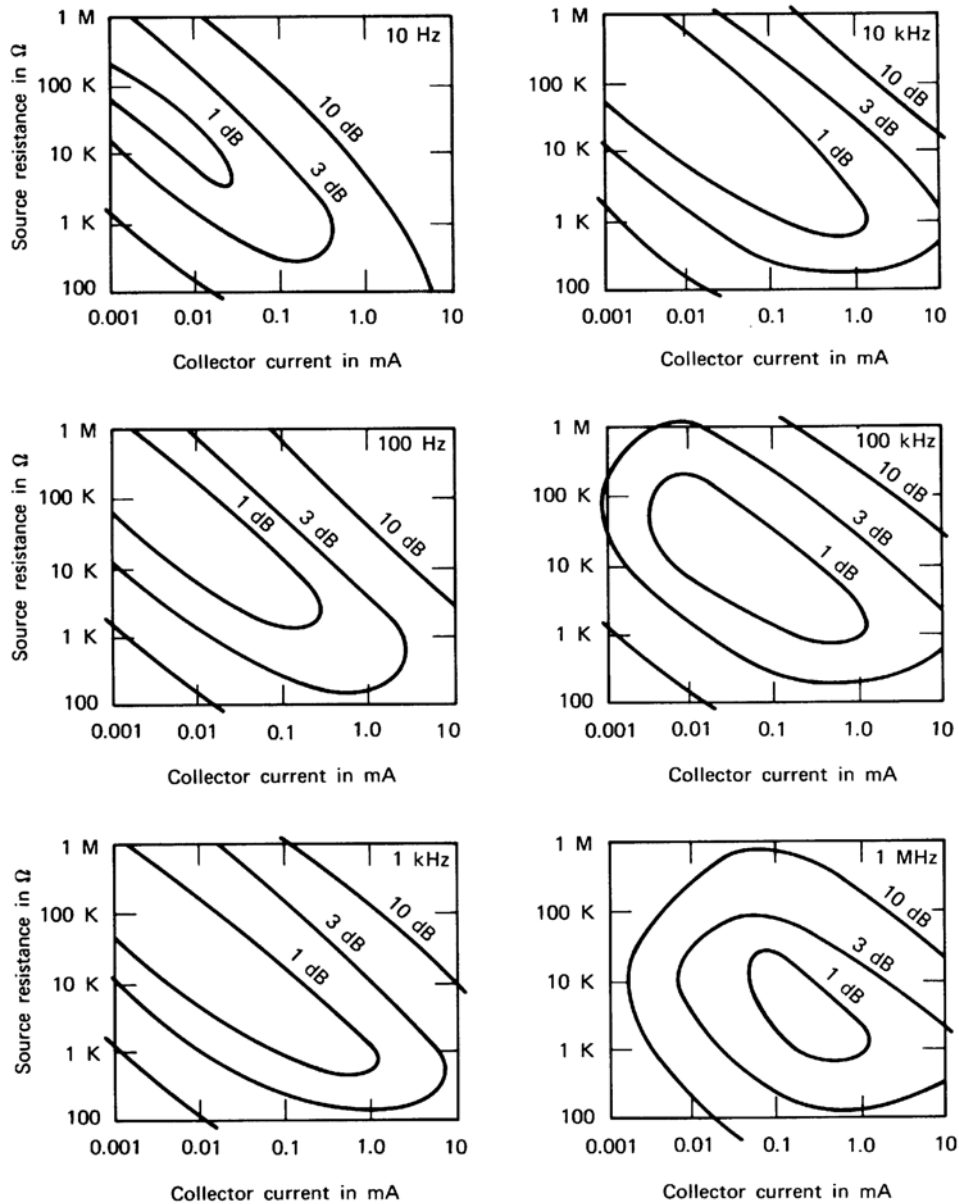 Source resistance in Ω
1 M
100 K
10 K
1 K
100
10 Hz
1 dB
3 dB
10 dB
0.001 0.01 0.1 1.0 10
Collector current in mA
1 M
100 K
10 K
1 K
100
10 kHz
10 dB
3 dB
1 dB
0.001 0.01 0.1 1.0 10
Collector current in mA
Source resistance in Ω
1 M
100 K
10 K
1 K
100
100 Hz
1 dB
3 dB
10 dB
0.001 0.01 0.1 1.0 10
Collector current in mA
1 M
100 K
10 K
1 K
100
100 kHz
10 dB
3 dB
1 dB
0.001 0.01 0.1 1.0 10
Collector current in mA
Source resistance in Ω
1 M
100 K
10 K
1 K
100
1 kHz
10 dB
3 dB
1 dB
0.001 0.01 0.1 1.0 10
Collector current in mA
1 M
100 K
10 K
1 K
100
1 MHz
10 dB
3 dB
1 dB
0.001 0.01 0.1 1.0 10
Collector current in mA